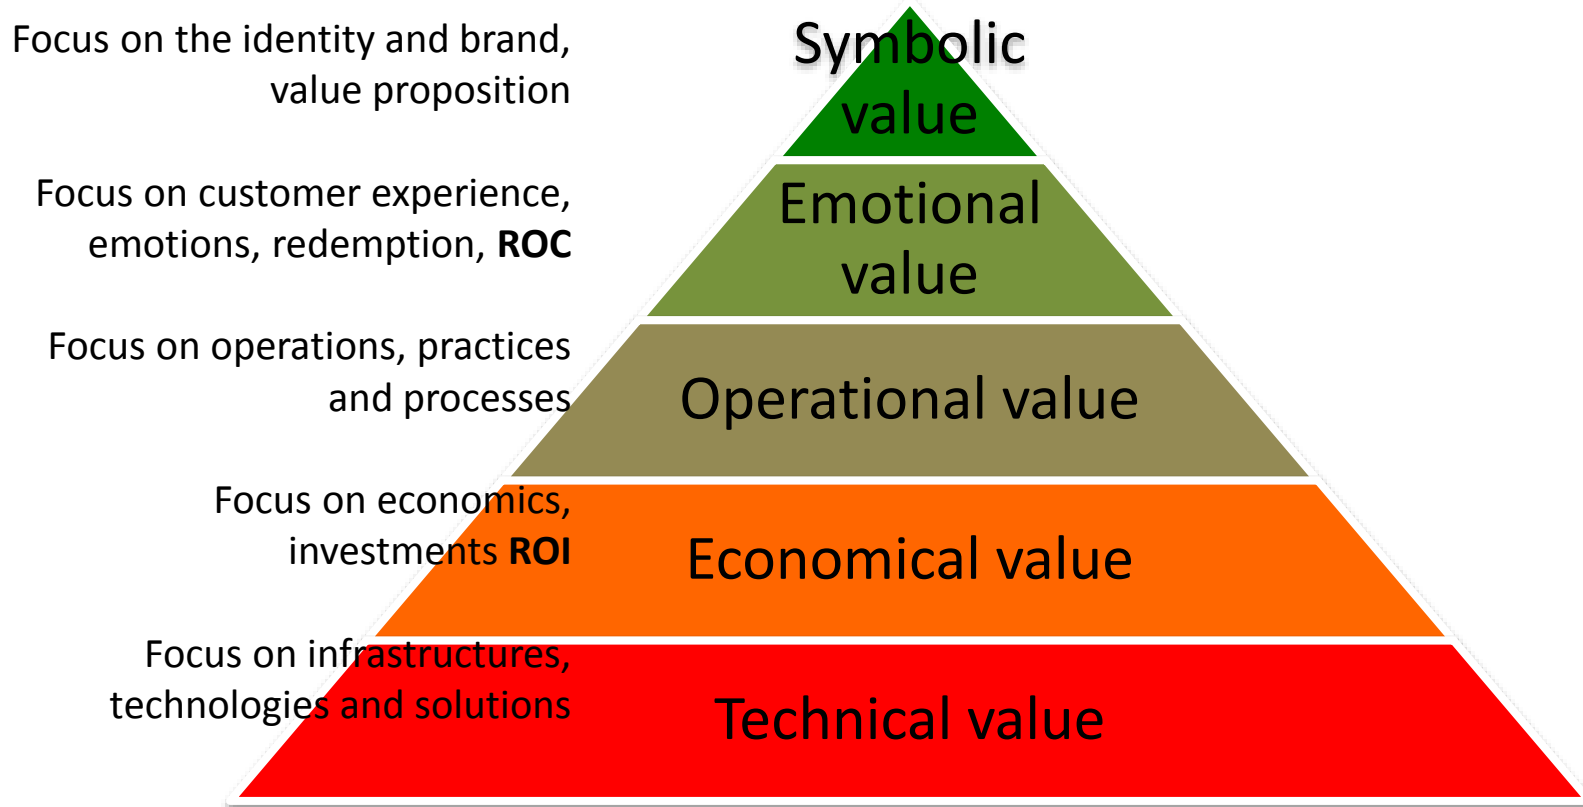 Focus on the identity and brand,
value proposition
Symbolic
value
Focus on customer experience,
emotions, redemption, ROC
Emotional
value
Focus on operations, practices
and processes
Operational value
Focus on economics,
investments ROI
Economical value
Focus on infrastructures,
technologies and solutions
Technical value